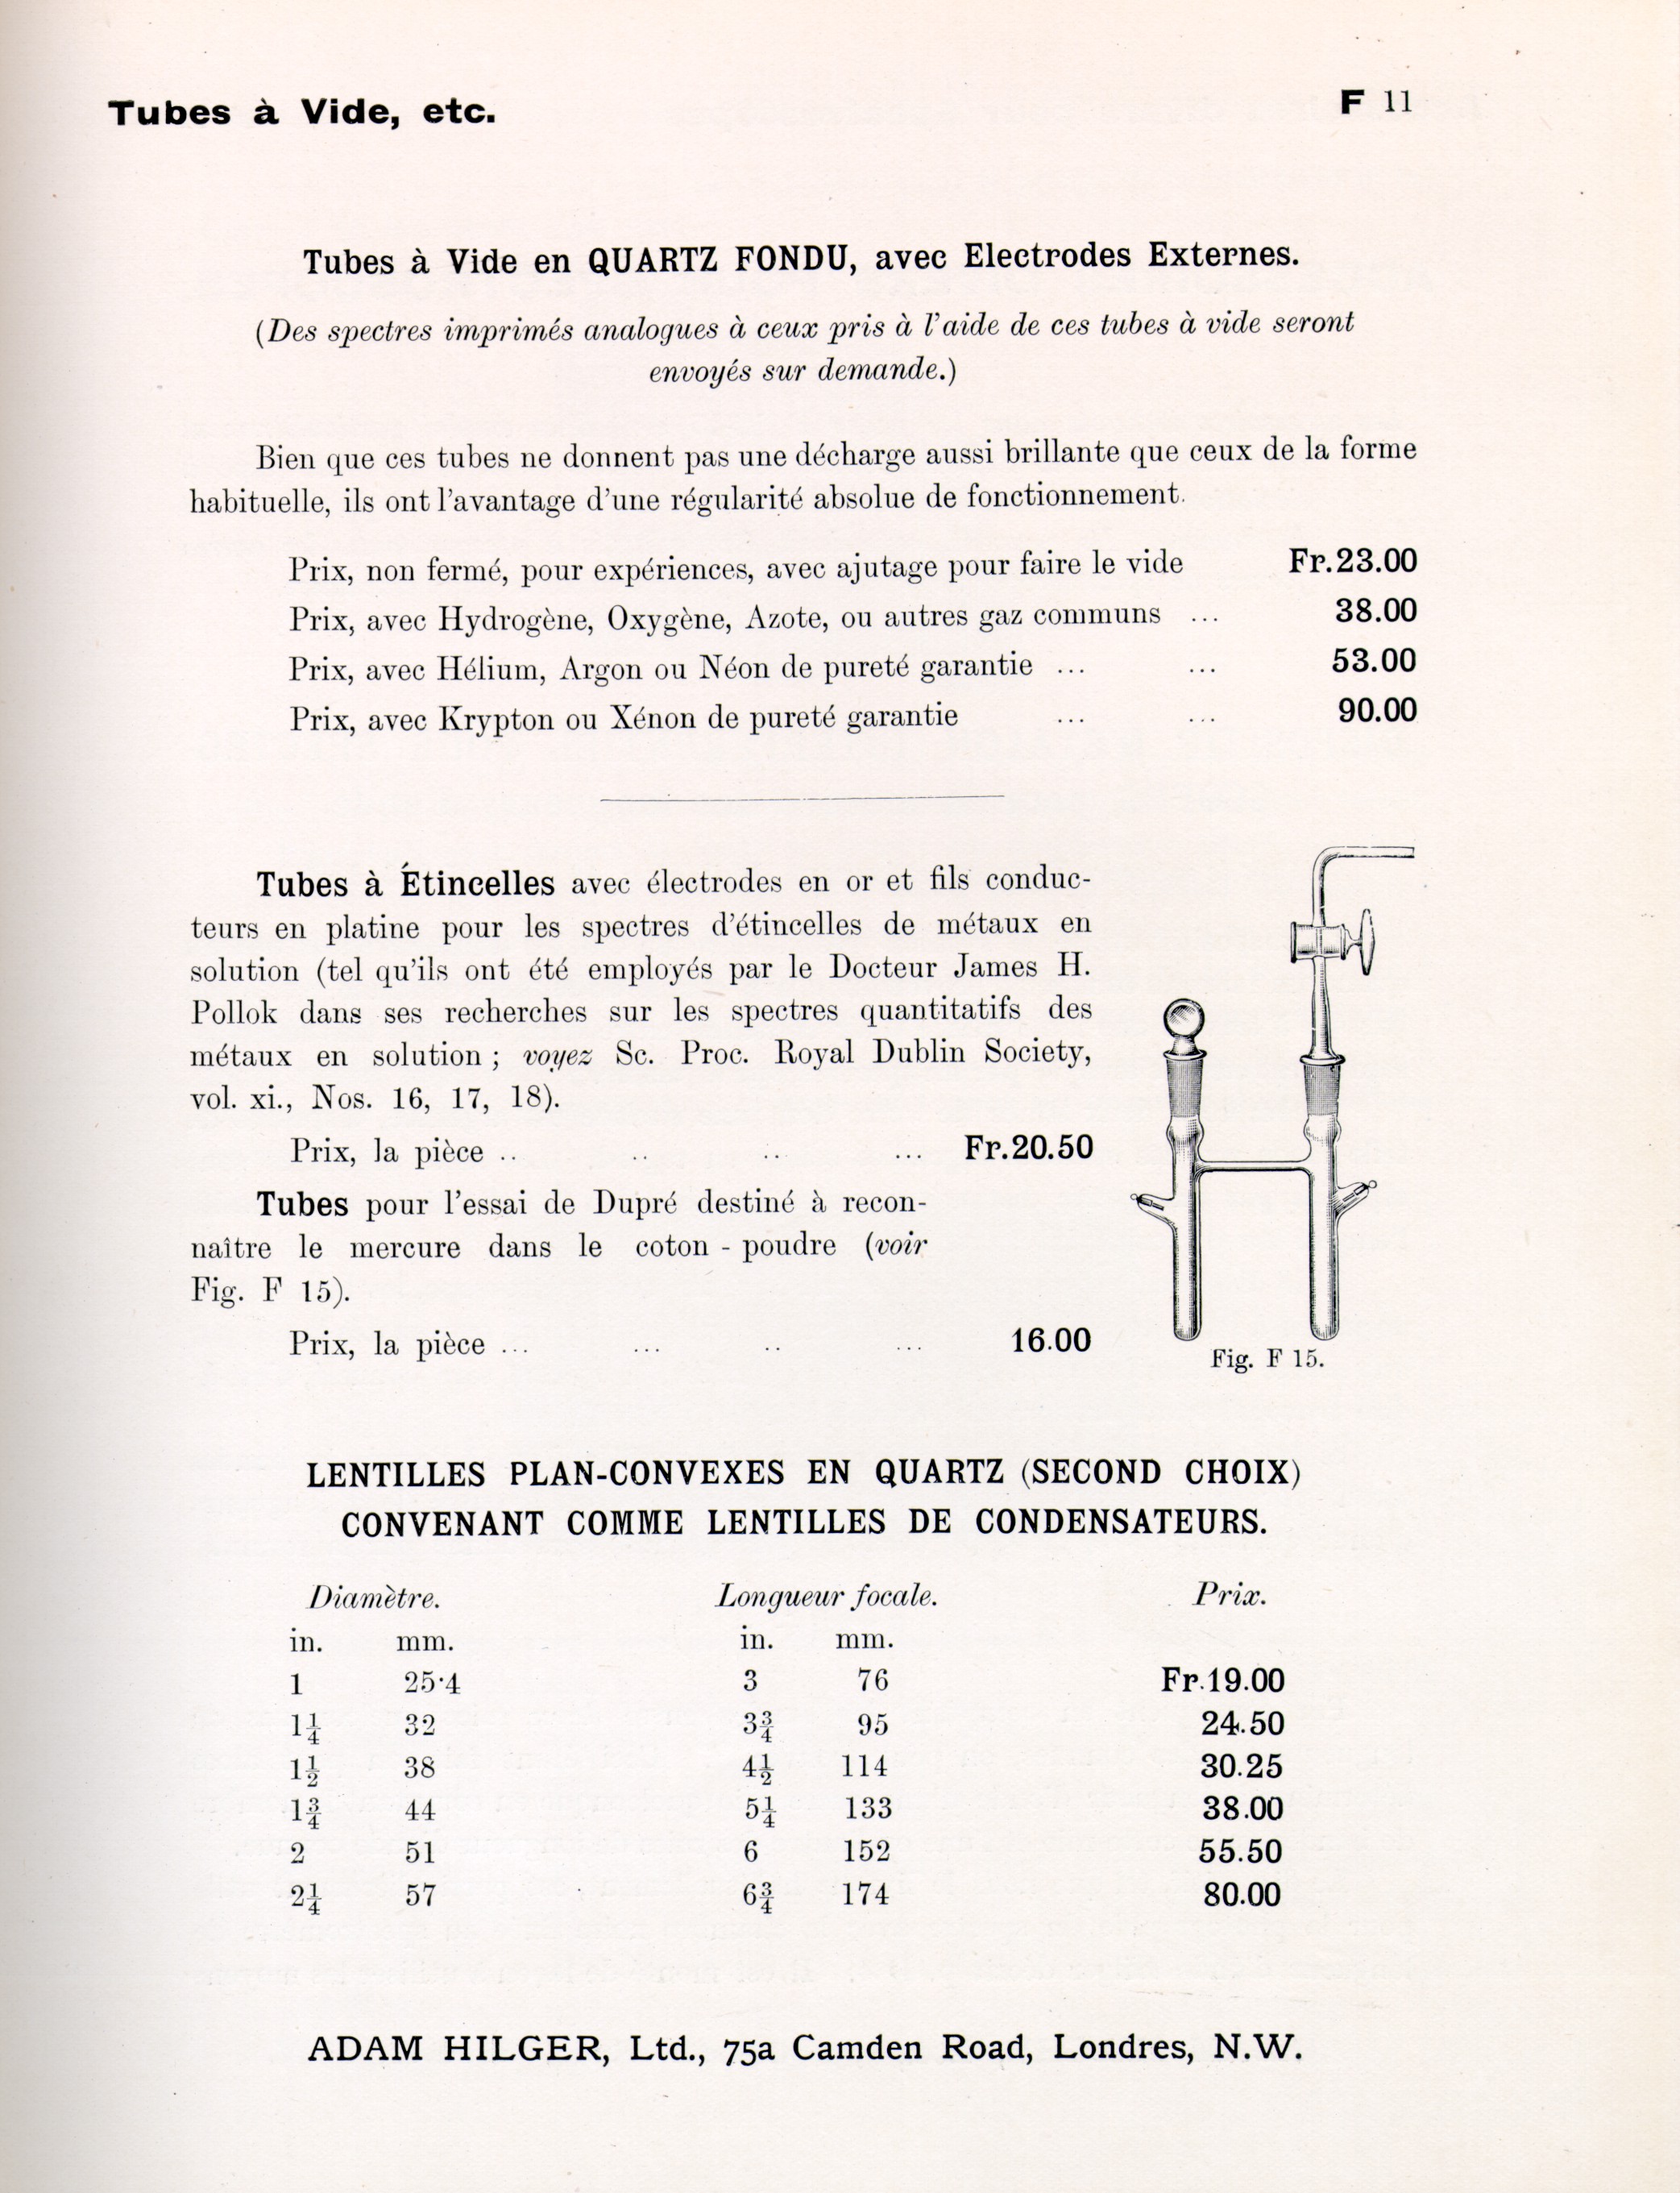 Tubes à Vide, etc.
F 11
Tubes à Vide en QUARTZ FONDU, avec Electrodes Externes.
(Des spectres imprimés analogues à ceux pris à l'aide de ces tubes à vide seront
envoyés sur demande.)
Bien que ces tubes ne donnent pas une décharge aussi brillante que ceux de la forme
habituelle, ils ont l'avantage d'une régularité absolue de fonctionnement.
Prix, non fermé, pour expériences, avec ajutage pour faire le vide Fr.23.00
Prix, avec Hydrogène, Oxygène, Azote, ou autres gaz communs ... 38.00
Prix, avec Hélium, Argon ou Néon de pureté garantie ... ... 53.00
Prix, avec Krypton ou Xénon de pureté garantie ... ... 90.00
Tubes à Étincelles avec électrodes en or et fils conduc-
teurs en platine pour les spectres d'étincelles de métaux en
solution (tel qu'ils ont été employés par le Docteur James H.
Pollok dans ses recherches sur les spectres quantitatifs des
métaux en solution ; voyez Sc. Proc. Royal Dublin Society,
vol. xi., Nos. 16, 17, 18).
Prix, la pièce .. .. .. ... Fr.20.50
Tubes pour l'essai de Dupré destiné à recon-
naître le mercure dans le coton - poudre (voir
Fig. F 15).
Prix, la pièce ... ... .. ... 16.00
Fig. F 15.
LENTILLES PLAN-CONVEXES EN QUARTZ (SECOND CHOIX)
CONVENANT COMME LENTILLES DE CONDENSATEURS.
Diamètre. Longueur focale. Prix.
in. mm. in. mm.
1 25·4 3 76 Fr.19.00
1¼ 32 3¾ 95 24.50
1½ 38 4½ 114 30.25
1¾ 44 5¼ 133 38.00
2 51 6 152 55.50
2¼ 57 6¾ 174 80.00
ADAM HILGER, Ltd., 75a Camden Road, Londres, N.W.